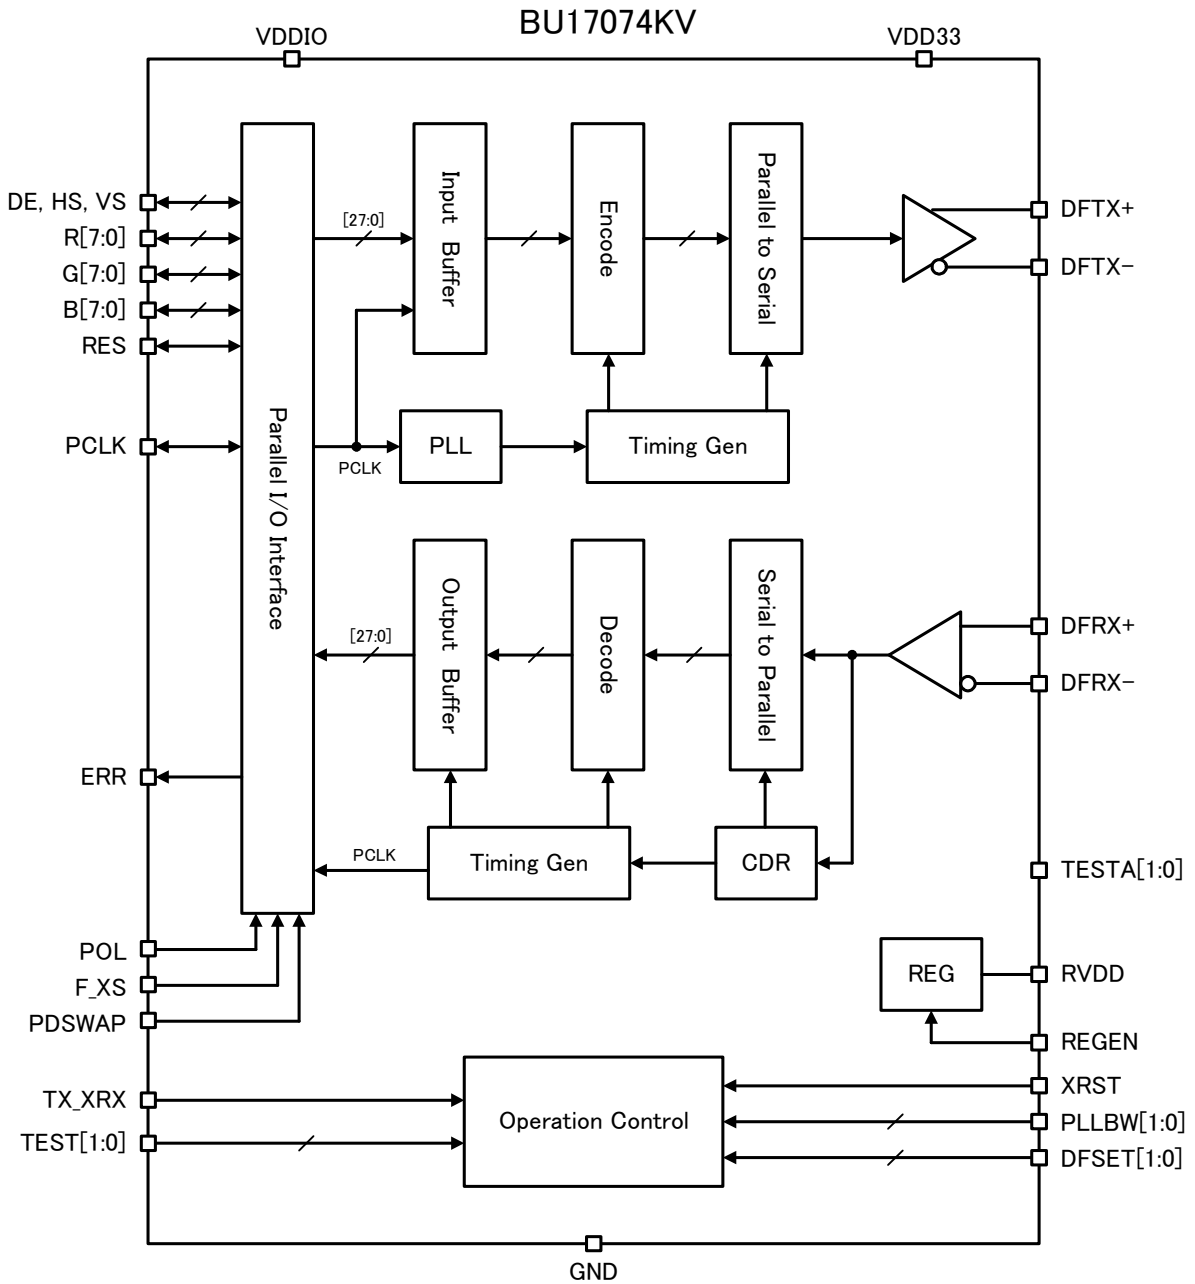 BU17074KV
VDDIO
VDD33
DE, HS, VS
R[7:0]
G[7:0]
B[7:0]
RES
PCLK
ERR
POL
F_XS
PDSWAP
TX_XRX
TEST[1:0]
Parallel I/O Interface
[27:0]
Input Buffer
Encode
Parallel to Serial
DFTX+
DFTX-
PCLK
PLL
Timing Gen
[27:0]
Output Buffer
Decode
Serial to Parallel
DFRX+
DFRX-
PCLK
Timing Gen
CDR
TESTA[1:0]
REG
RVDD
REGEN
Operation Control
XRST
PLLBW[1:0]
DFSET[1:0]
GND